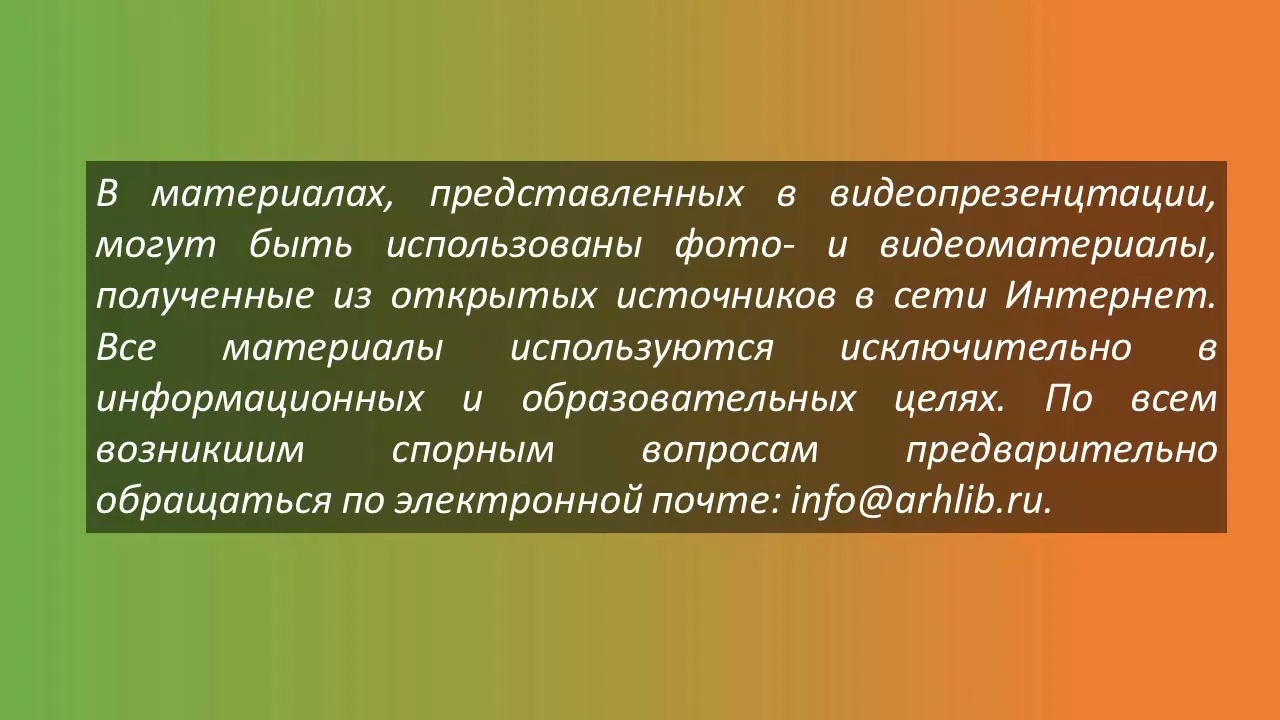 В материалах, представленных в видеопрезенцтации,
могут быть использованы фото- и видеоматериалы,
полученные из открытых источников в сети Интернет.
Все материалы используются исключительно в
информационных и образовательных целях. По всем
возникшим спорным вопросам предварительно
обращаться по электронной почте: info@arhlib.ru.